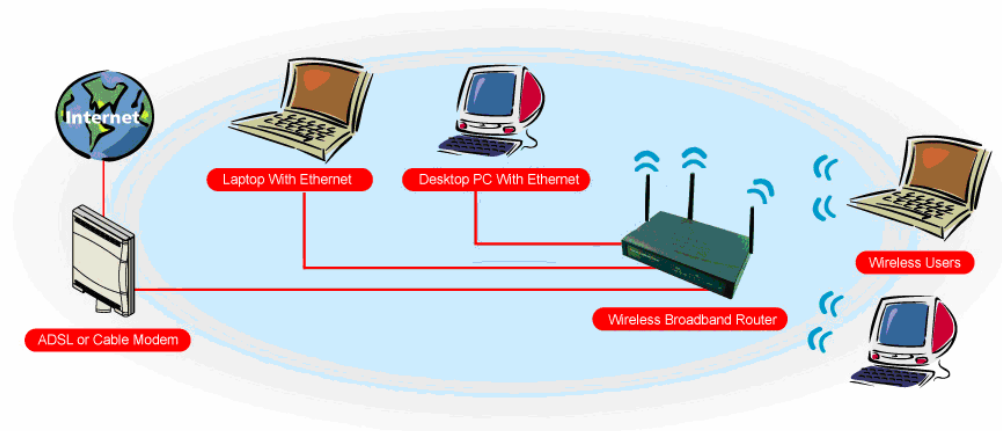 Internet
Laptop With Ethernet
Desktop PC With Ethernet
Wireless Users
Wireless Broadband Router
ADSL or Cable Modem